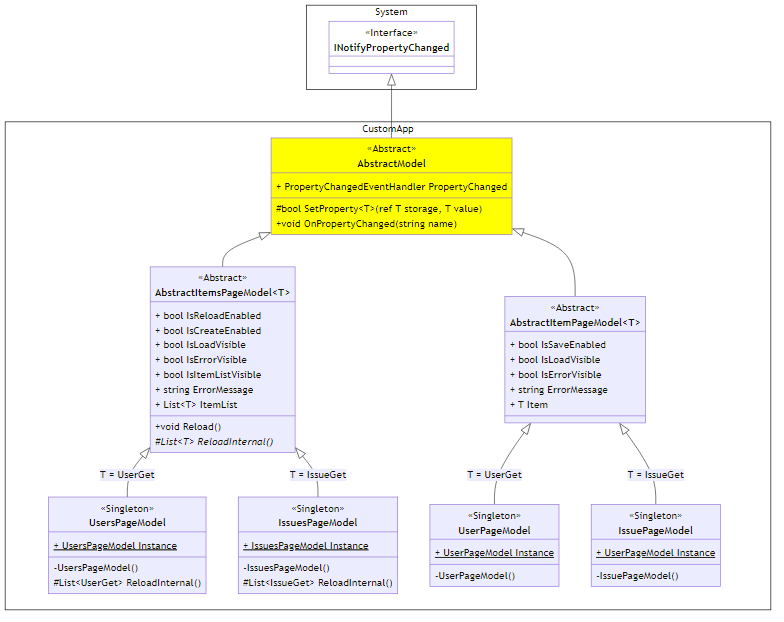 System
«Interface»
INotifyPropertyChanged
CustomApp
«Abstract»
AbstractModel
+ PropertyChangedEventHandler PropertyChanged
#bool SetProperty<T>(ref T storage, T value)
+void OnPropertyChanged(string name)
«Abstract»
AbstractItemsPageModel<T>
+ bool IsReloadEnabled
+ bool IsCreateEnabled
+ bool IsLoadVisible
+ bool IsErrorVisible
+ bool IsItemListVisible
+ string ErrorMessage
+ List<T> ItemList
+void Reload()
#List<T> ReloadInternal()
«Abstract»
AbstractItemPageModel<T>
+ bool IsSaveEnabled
+ bool IsLoadVisible
+ bool IsErrorVisible
+ string ErrorMessage
+ T Item
T = UserGet
T = IssueGet
T = UserGet
T = IssueGet
«Singleton»
UsersPageModel
+ UsersPageModel Instance
-UsersPageModel()
#List<UserGet> ReloadInternal()
«Singleton»
IssuesPageModel
+ IssuesPageModel Instance
-IssuesPageModel()
#List<IssueGet> ReloadInternal()
«Singleton»
UserPageModel
+ UserPageModel Instance
-UserPageModel()
«Singleton»
IssuePageModel
+ UserPageModel Instance
-IssuePageModel()